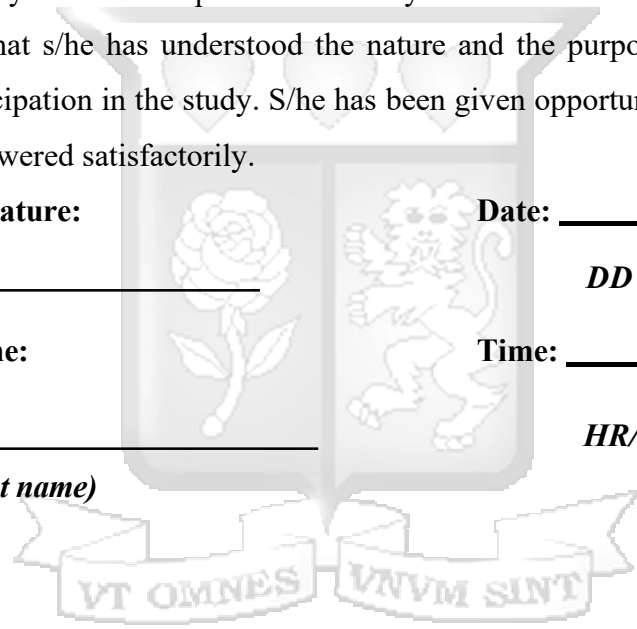 hat s/he has understood the nature and the purpo
cipation in the study. S/he has been given opportun
wered satisfactorily.
ature: Date:
DD
ne: Time:
HR/
t name)
VT OMNES VNVM SINT